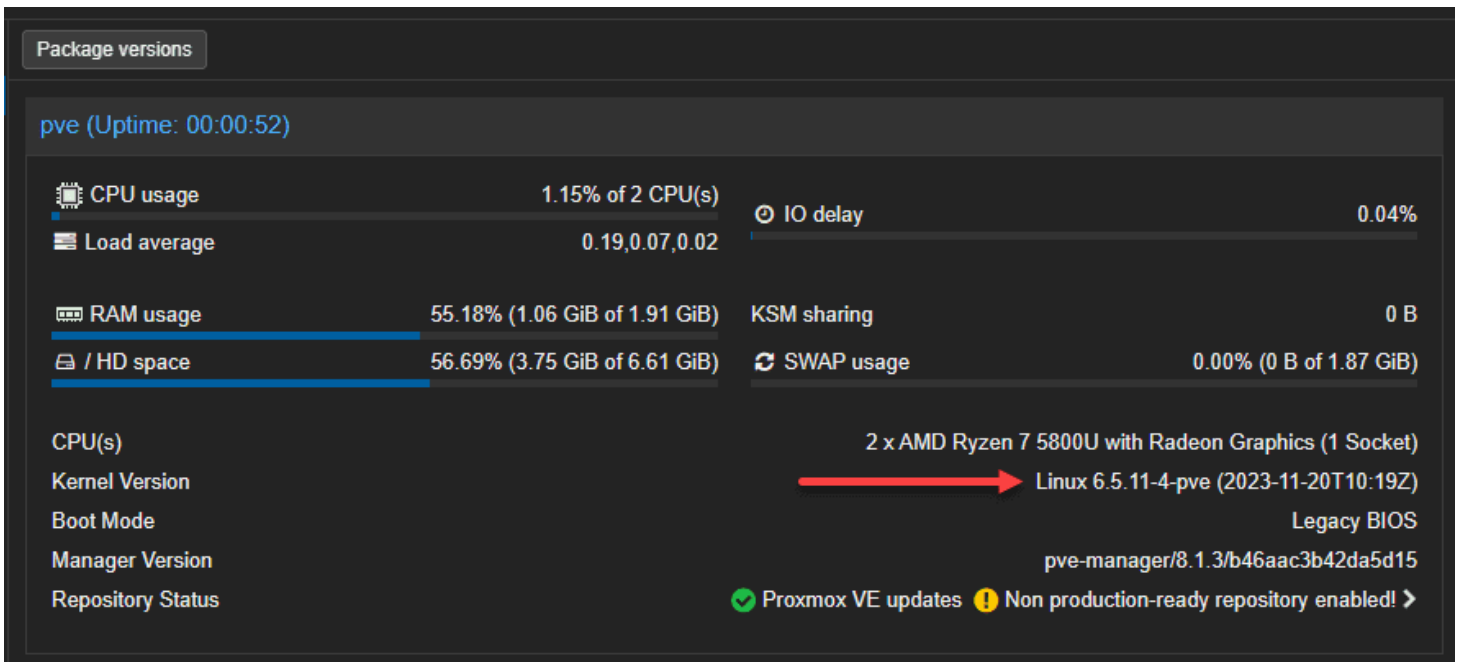 Package versions
pve (Uptime: 00:00:52)
CPU usage 1.15% of 2 CPU(s)
IO delay 0.04%
Load average 0.19,0.07,0.02
RAM usage 55.18% (1.06 GiB of 1.91 GiB)
KSM sharing 0 B
/ HD space 56.69% (3.75 GiB of 6.61 GiB)
SWAP usage 0.00% (0 B of 1.87 GiB)
CPU(s) 2 x AMD Ryzen 7 5800U with Radeon Graphics (1 Socket)
Kernel Version Linux 6.5.11-4-pve (2023-11-20T10:19Z)
Boot Mode Legacy BIOS
Manager Version pve-manager/8.1.3/b46aac3b42da5d15
Repository Status Proxmox VE updates Non production-ready repository enabled!